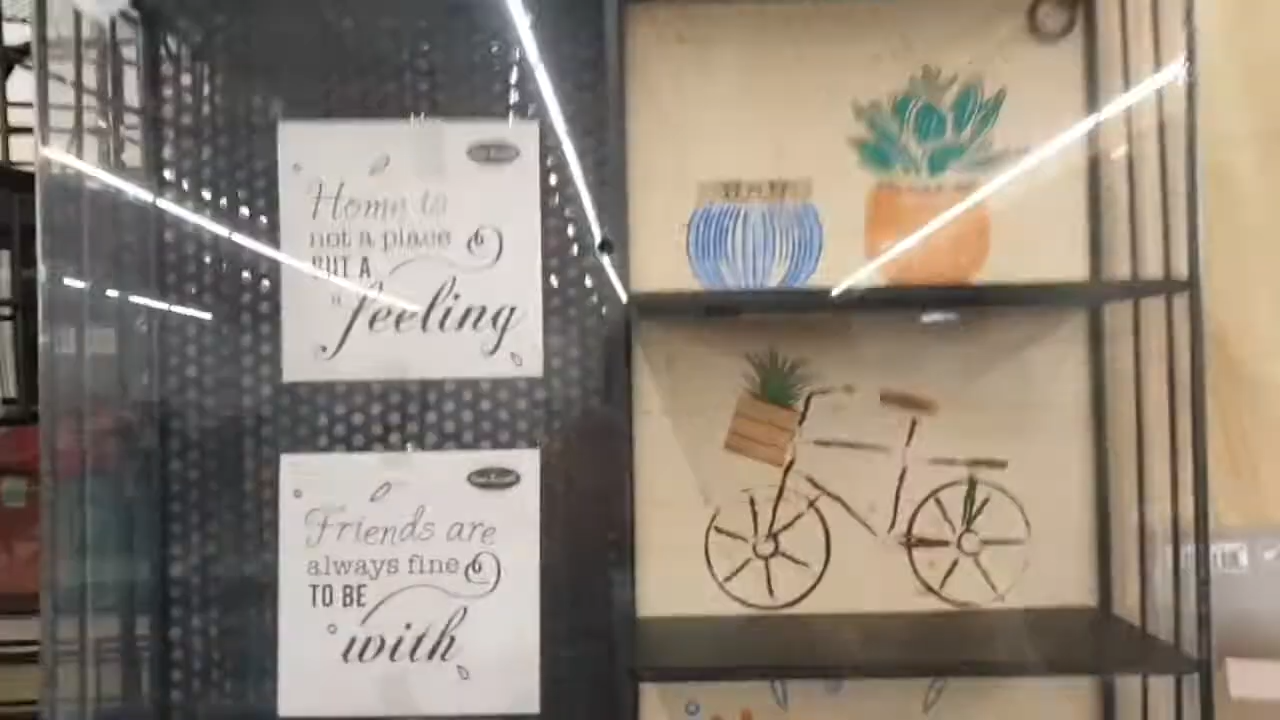 Home is
not a place
BUT A
feeling
Friends are
always fine
TO BE
with